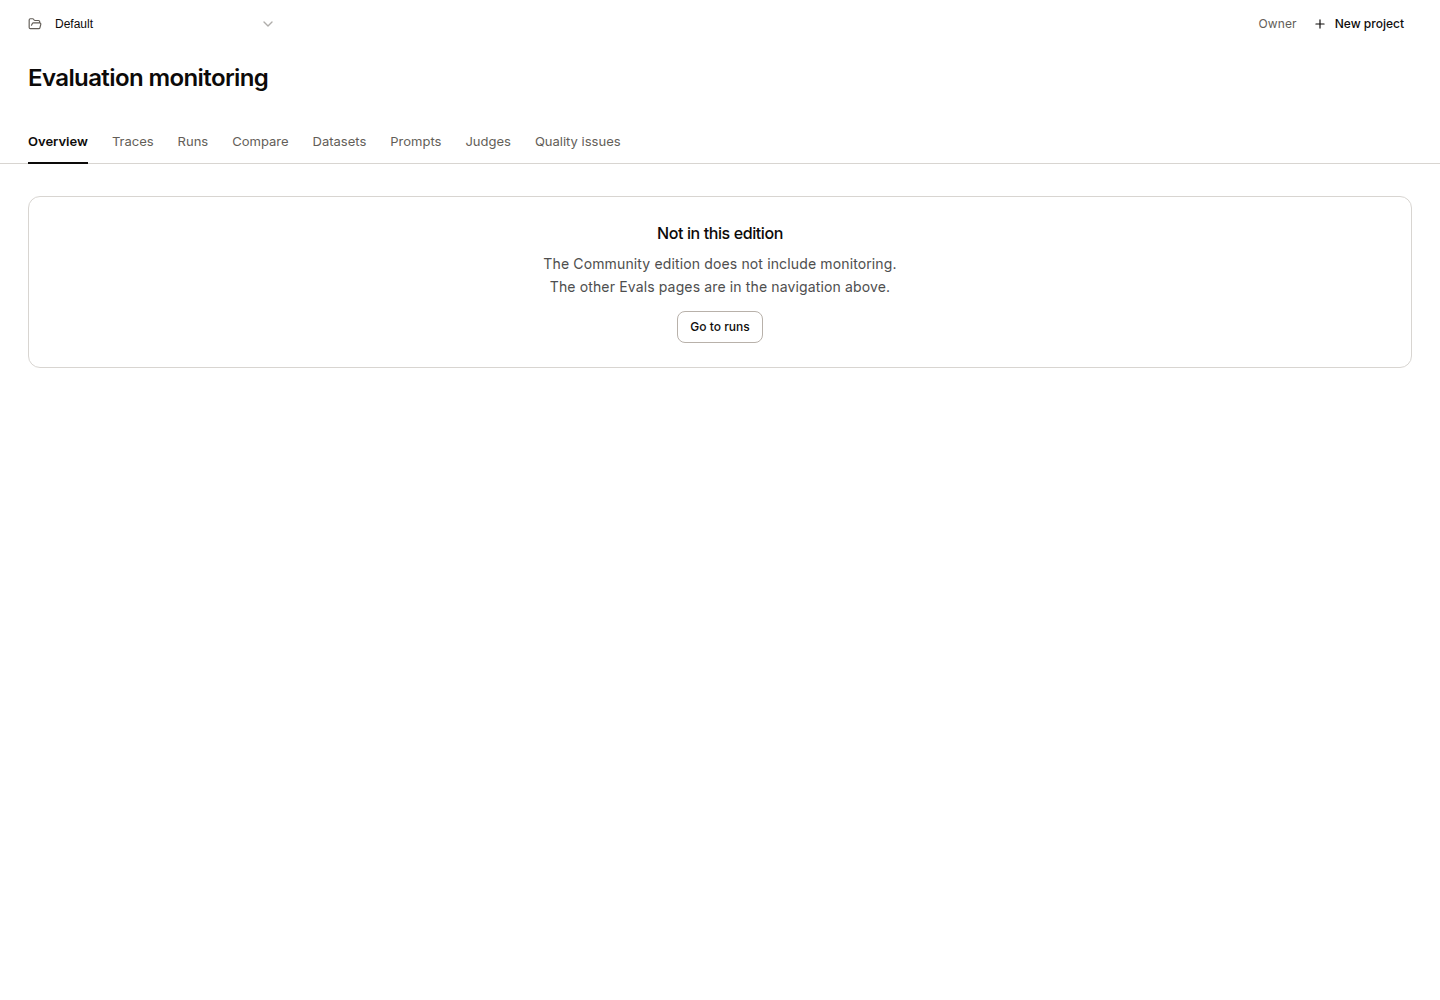 Default
Owner
New project
Evaluation monitoring
Overview
Traces
Runs
Compare
Datasets
Prompts
Judges
Quality issues
Not in this edition
The Community edition does not include monitoring.
The other Evals pages are in the navigation above.
Go to runs